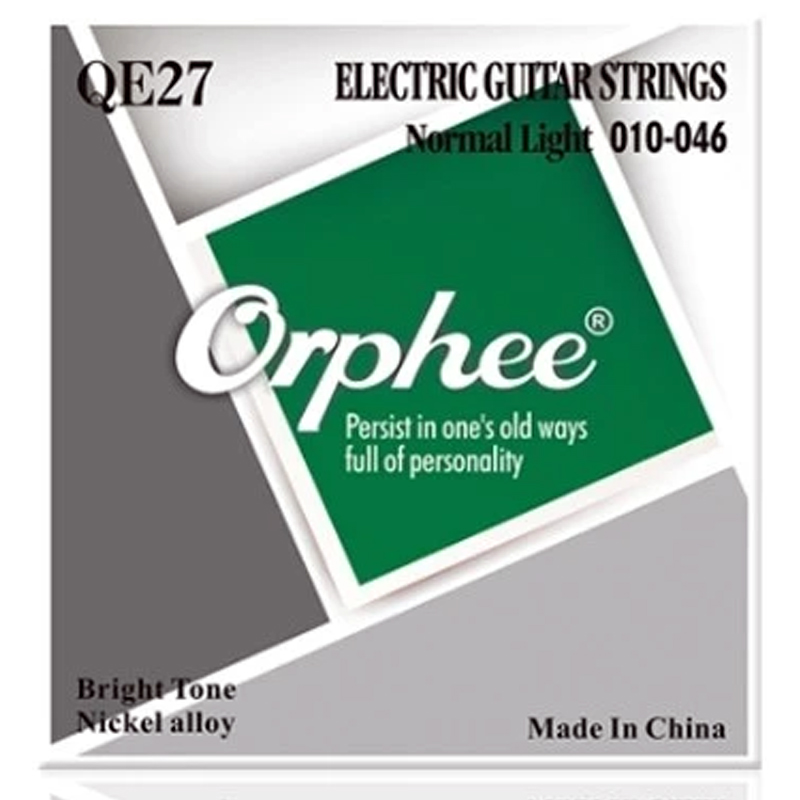 QE27
ELECTRIC GUITAR STRINGS
Normal Light 010-046
Orphee®
Persist in one's old ways
full of personality
Bright Tone
Nickel alloy
Made In China